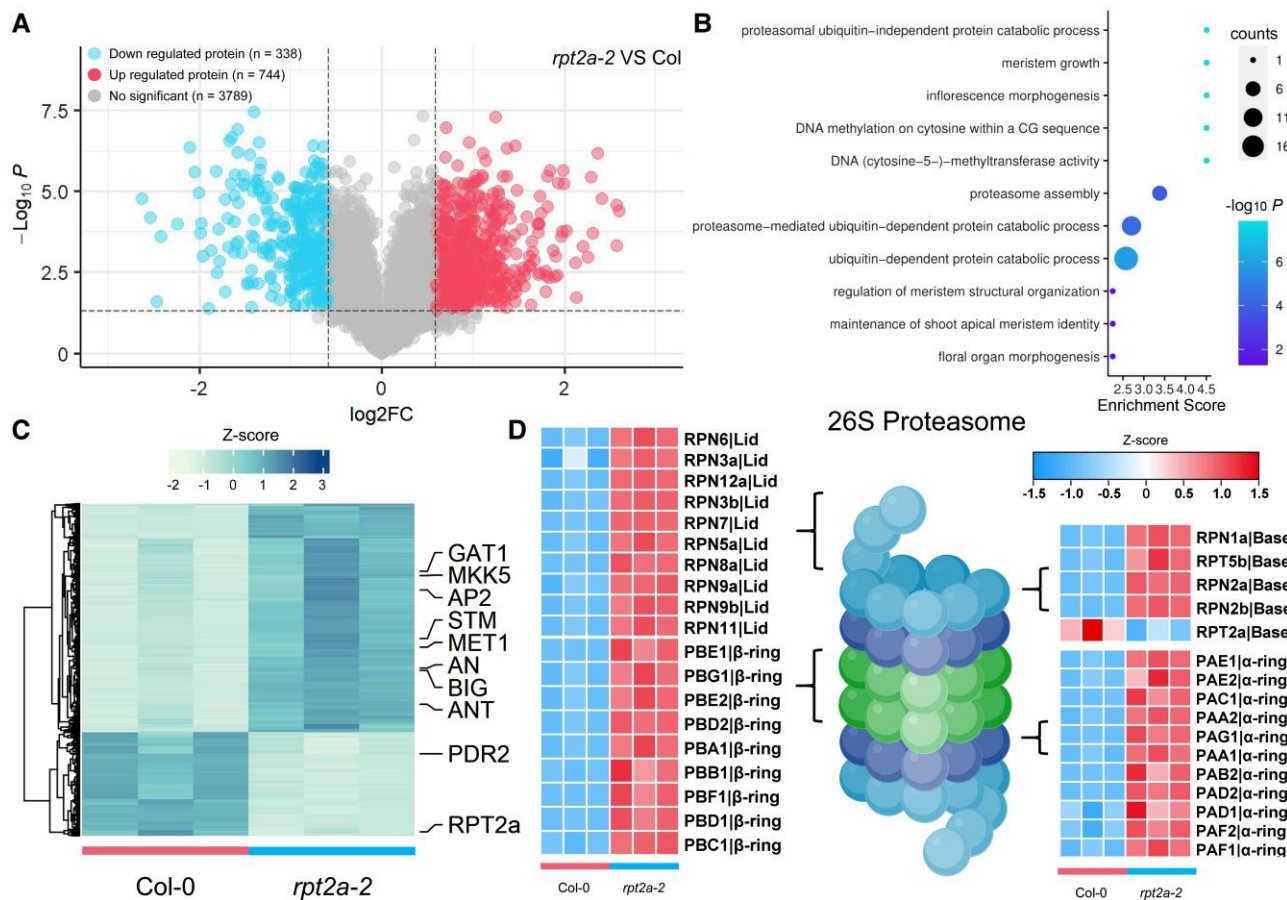 A
Down regulated protein (n = 338)
Up regulated protein (n = 744)
No significant (n = 3789)
rpt2a-2 VS Col
7.5
5.0
2.5
0
−Log10 P
-2
0
2
log2FC
B
proteasomal ubiquitin−independent protein catabolic process
meristem growth
inflorescence morphogenesis
DNA methylation on cytosine within a CG sequence
DNA (cytosine−5−)−methyltransferase activity
proteasome assembly
proteasome−mediated ubiquitin−dependent protein catabolic process
ubiquitin−dependent protein catabolic process
regulation of meristem structural organization
maintenance of shoot apical meristem identity
floral organ morphogenesis
2.5 3.0 3.5 4.0 4.5
Enrichment Score
counts
1
6
11
16
-log10 P
6
4
2
C
Z-score
-2 -1 0 1 2 3
GAT1
MKK5
AP2
STM
MET1
AN
BIG
ANT
PDR2
RPT2a
Col-0
rpt2a-2
D
RPN6|Lid
RPN3a|Lid
RPN12a|Lid
RPN3b|Lid
RPN7|Lid
RPN5a|Lid
RPN8a|Lid
RPN9a|Lid
RPN9b|Lid
RPN11|Lid
PBE1|β-ring
PBG1|β-ring
PBE2|β-ring
PBD2|β-ring
PBA1|β-ring
PBB1|β-ring
PBF1|β-ring
PBD1|β-ring
PBC1|β-ring
Col-0
rpt2a-2
26S Proteasome
Z-score
-1.5 -1.0 -0.5 0 0.5 1.0 1.5
RPN1a|Base
RPT5b|Base
RPN2a|Base
RPN2b|Base
RPT2a|Base
PAE1|α-ring
PAE2|α-ring
PAC1|α-ring
PAA2|α-ring
PAG1|α-ring
PAA1|α-ring
PAB2|α-ring
PAD2|α-ring
PAD1|α-ring
PAF2|α-ring
PAF1|α-ring
Col-0
rpt2a-2